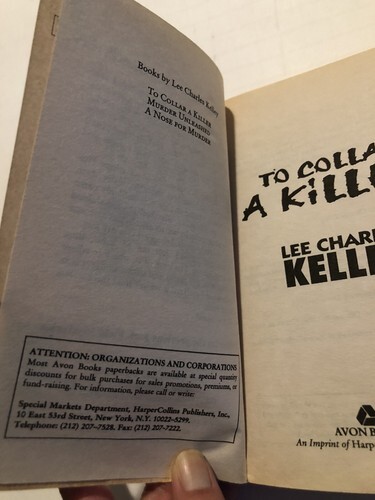 Books by Lee Charles Kelley
TO COLLAR A KILLER
MURDER UNLEASHED
A NOSE FOR MURDER
ATTENTION: ORGANIZATIONS AND CORPORATIONS
Most Avon Books paperbacks are available at special quantity
discounts for bulk purchases for sales promotions, premiums, or
fund-raising. For information, please call or write:
Special Markets Department, HarperCollins Publishers, Inc.,
10 East 53rd Street, New York, N.Y. 10022-5299.
Telephone: (212) 207-7528. Fax: (212) 207-7222.
TO COLLA
A KILL
LEE CHAR
KELL
AVON B
An Imprint of Harp